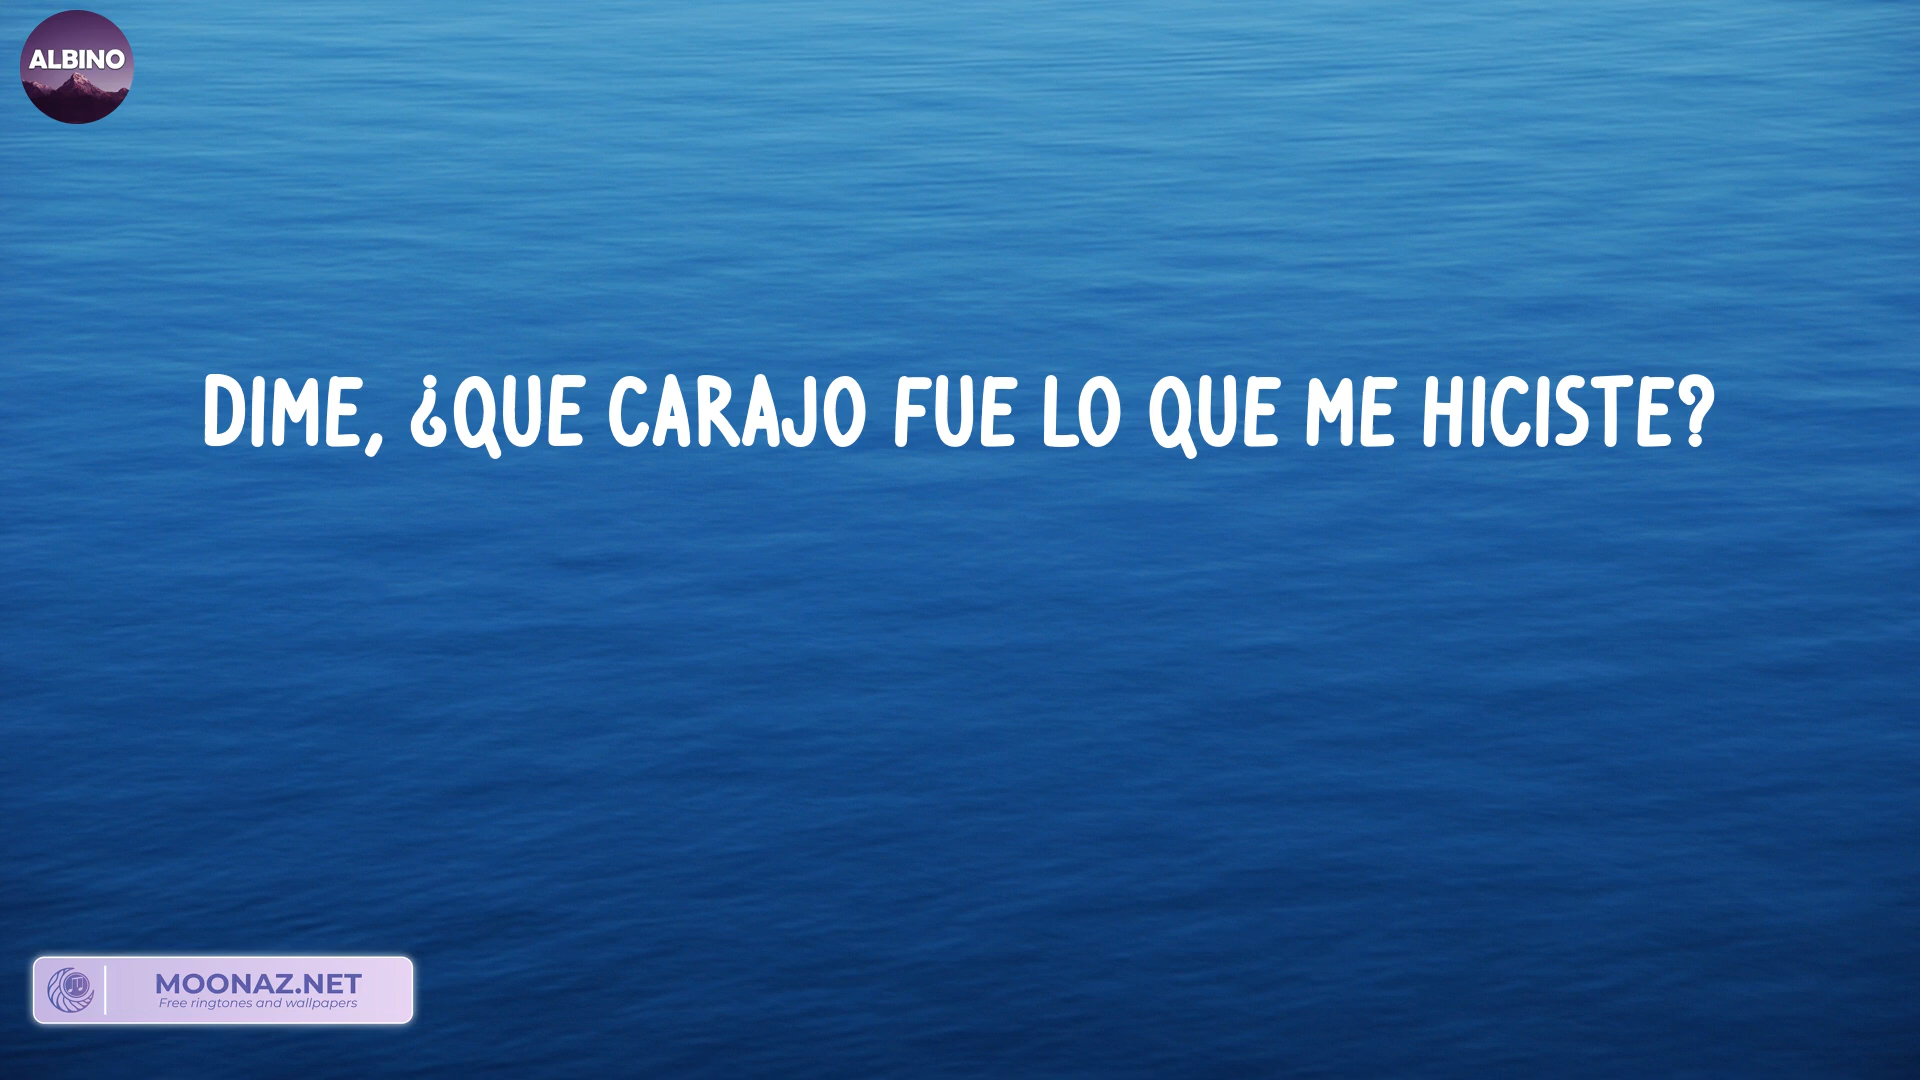 ALBINO
DIME, ¿QUE CARAJO FUE LO QUE ME HICISTE?
MOONAZ.NET
Free ringtones and wallpapers